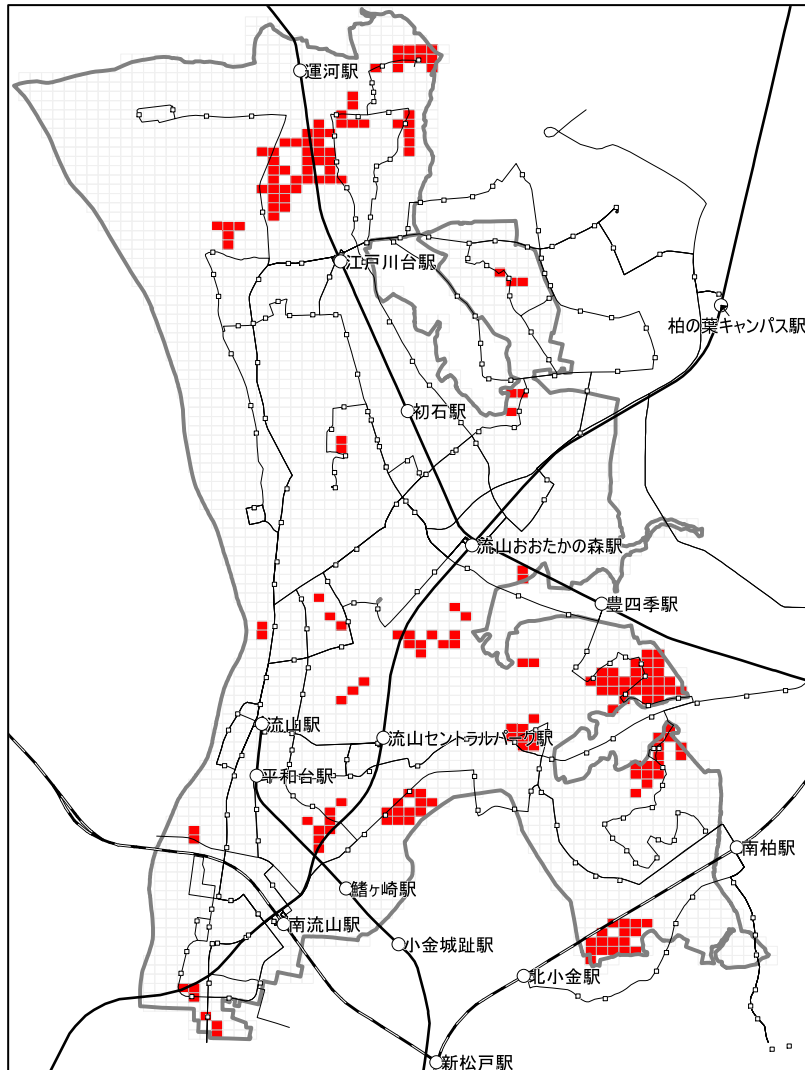 運河駅
江戸川台駅
柏の葉キャンパス駅
初石駅
流山おおたかの森駅
豊四季駅
流山駅
流山セントラルパーク駅
平和台駅
南柏駅
鰭ヶ崎駅
南流山駅
小金城趾駅
北小金駅
新松戸駅